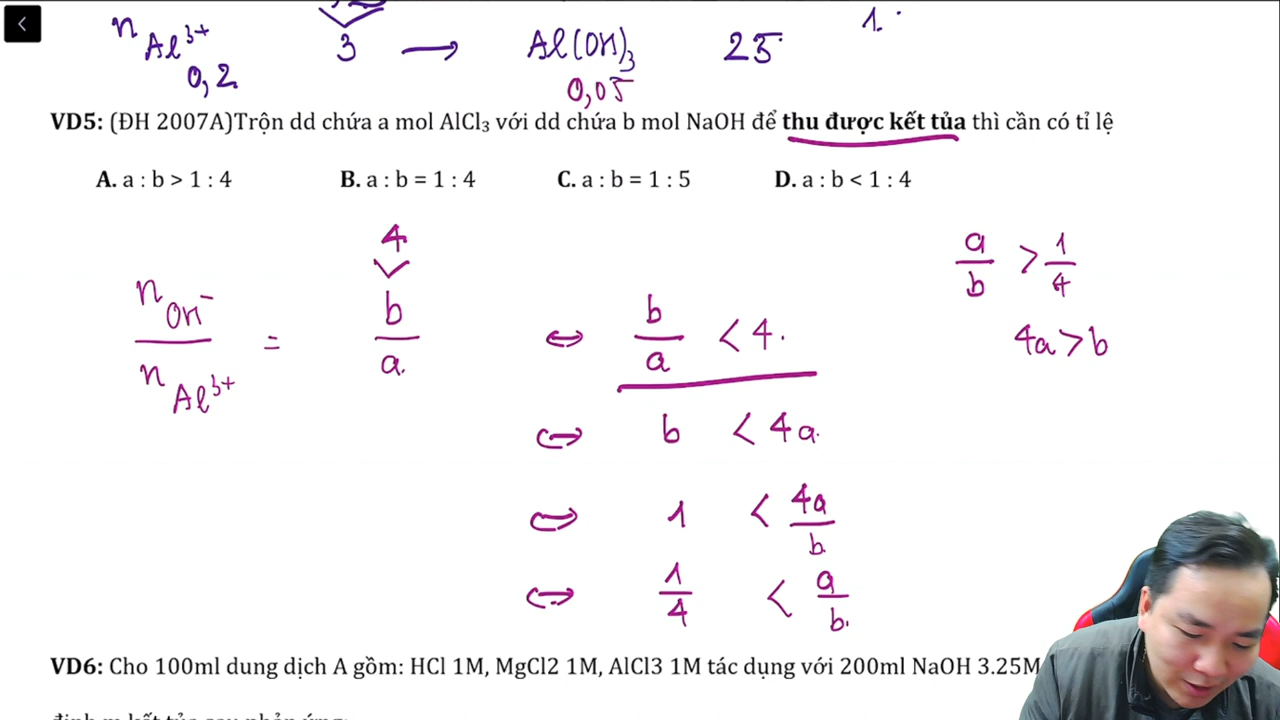 n Al³⁺ 3 → Al(OH)₃ 25 1.
0,2 0,05
VD5: (ĐH 2007A)Trộn dd chứa a mol AlCl₃ với dd chứa b mol NaOH để thu được kết tủa thì cần có tỉ lệ
A. a : b > 1 : 4 B. a : b = 1 : 4 C. a : b = 1 : 5 D. a : b < 1 : 4
4
n OH⁻ / n Al³⁺ = b/a ⇔ b/a < 4.
a/b > 1/4
4a > b
⇔ b < 4a
⇔ 1 < 4a/b
⇔ 1/4 < a/b
VD6: Cho 100ml dung dịch A gồm: HCl 1M, MgCl2 1M, AlCl3 1M tác dụng với 200ml NaOH 3.25M